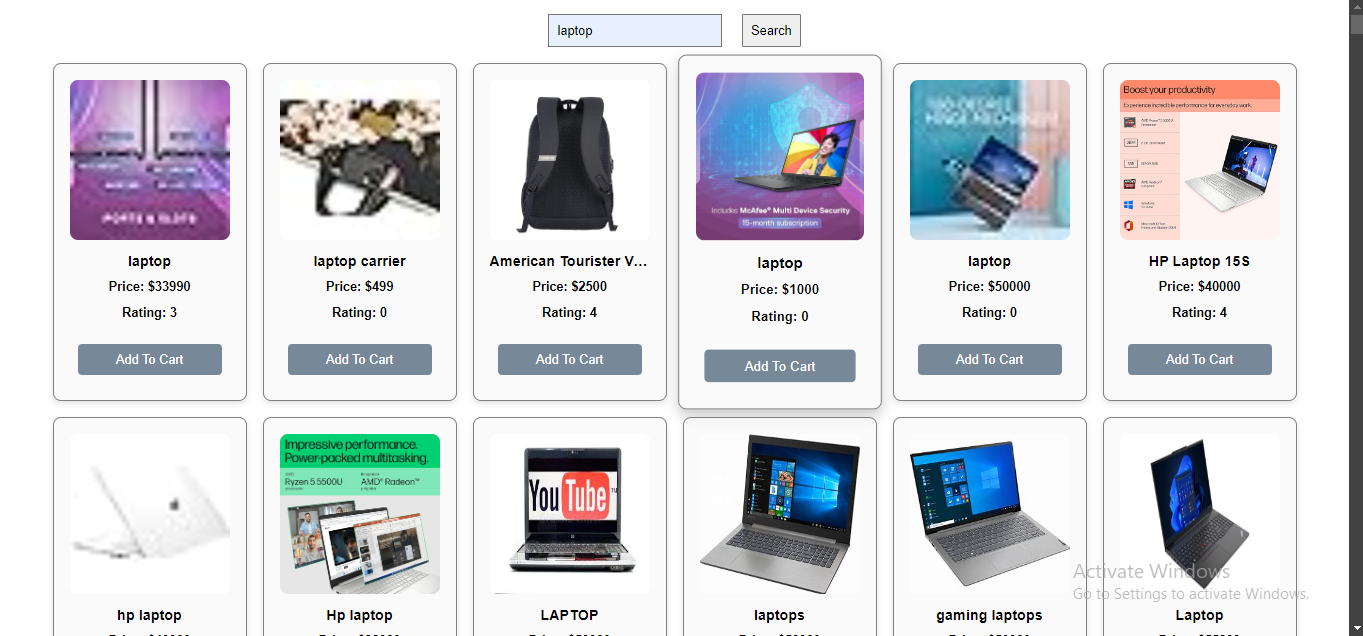 laptop
Search
PORTS & SLOTS
Includes McAfee® Multi Device Security
15-month subscription
Boost your productivity
Experience incredible performance for everyday work.
laptop
laptop carrier
American Tourister V...
laptop
laptop
HP Laptop 15S
Price: $33990
Price: $499
Price: $2500
Price: $1000
Price: $50000
Price: $40000
Rating: 3
Rating: 0
Rating: 4
Rating: 0
Rating: 0
Rating: 4
Add To Cart
Add To Cart
Add To Cart
Add To Cart
Add To Cart
Add To Cart
Impressive performance.
Power-packed multitasking.
Ryzen 5 5500U
AMD® Radeon™
YouTube™
Activate Windows
Go to Settings to activate Windows.
hp laptop
Hp laptop
LAPTOP
laptops
gaming laptops
Laptop